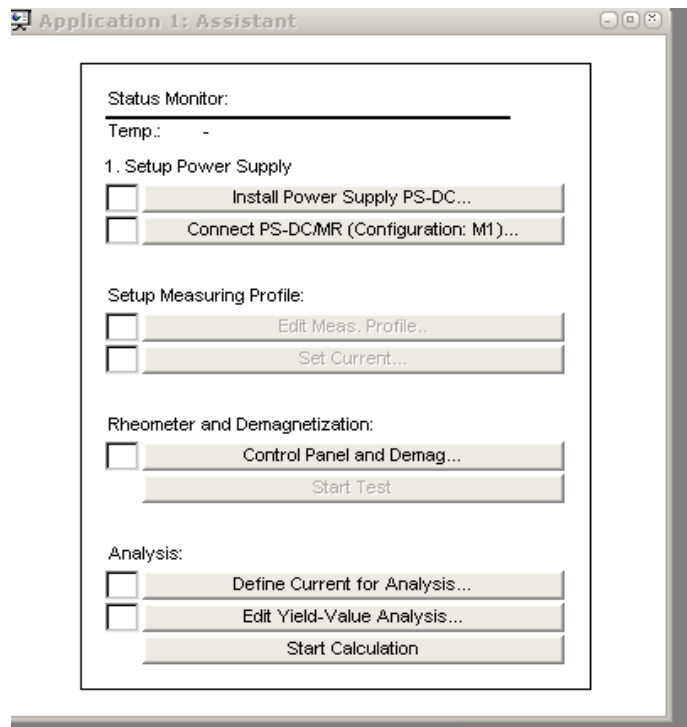 Application 1: Assistant
Status Monitor:
Temp.: -
1. Setup Power Supply
Install Power Supply PS-DC...
Connect PS-DC/MR (Configuration: M1)...
Setup Measuring Profile:
Edit Meas. Profile..
Set Current...
Rheometer and Demagnetization:
Control Panel and Demag...
Start Test
Analysis:
Define Current for Analysis...
Edit Yield-Value Analysis...
Start Calculation